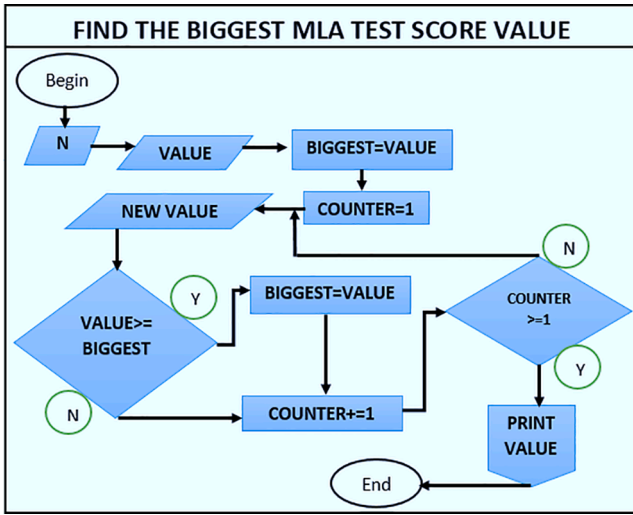 FIND THE BIGGEST MLA TEST SCORE VALUE
Begin
N
VALUE
BIGGEST=VALUE
COUNTER=1
NEW VALUE
N
Y
VALUE>=
BIGGEST
BIGGEST=VALUE
COUNTER
>=1
Y
N
COUNTER+=1
PRINT
VALUE
End